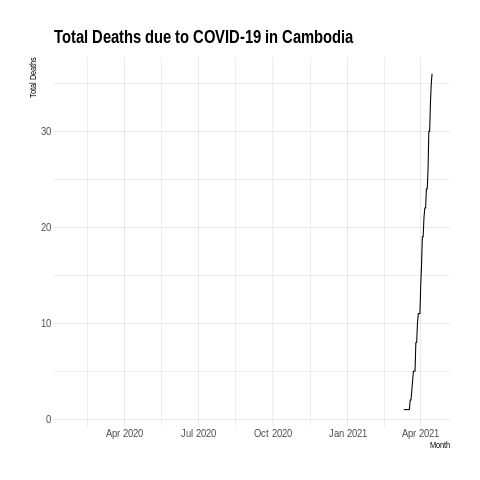 Total Deaths due to COVID-19 in Cambodia
Total Deaths
30
20
10
0
Apr 2020 Jul 2020 Oct 2020 Jan 2021 Apr 2021
Month